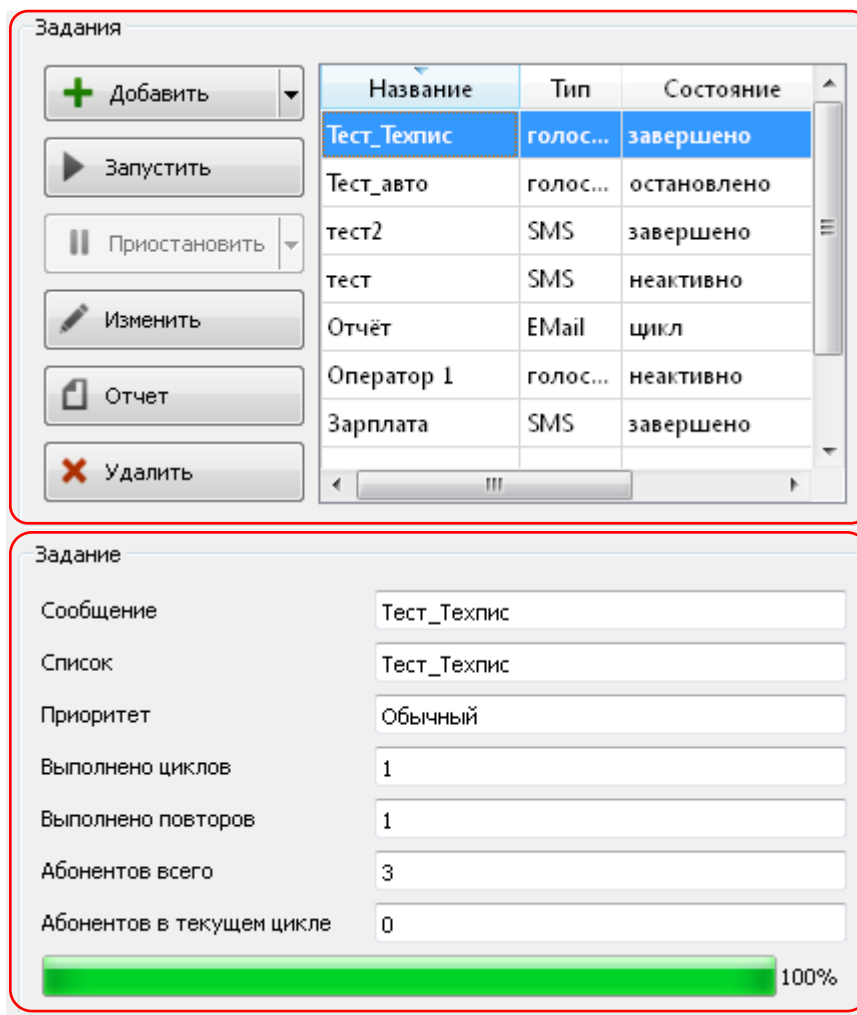 Задания
Добавить
Запустить
Приостановить
Изменить
Отчет
Удалить
Название Тип Состояние
Тест_Техпис голос... завершено
Тест_авто голос... остановлено
тест2 SMS завершено
тест SMS неактивно
Отчёт EMail цикл
Оператор 1 голос... неактивно
Зарплата SMS завершено
Задание
Сообщение Тест_Техпис
Список Тест_Техпис
Приоритет Обычный
Выполнено циклов 1
Выполнено повторов 1
Абонентов всего 3
Абонентов в текущем цикле 0
100%